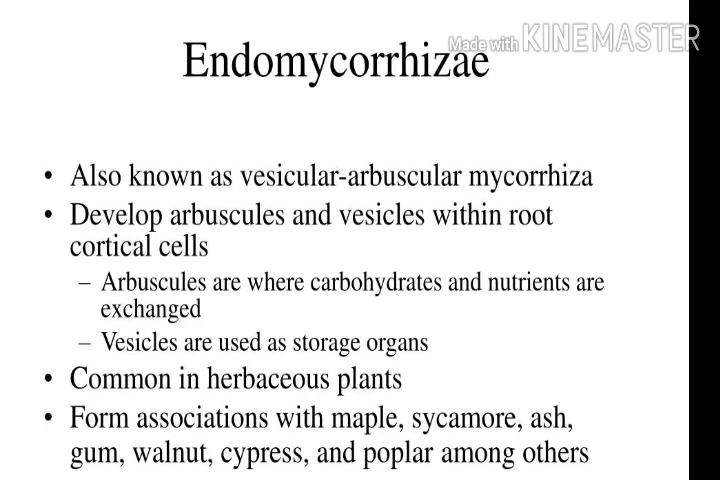 Made with KINEMASTER
Endomycorrhizae
• Also known as vesicular-arbuscular mycorrhiza
• Develop arbuscules and vesicles within root
cortical cells
– Arbuscules are where carbohydrates and nutrients are
exchanged
– Vesicles are used as storage organs
• Common in herbaceous plants
• Form associations with maple, sycamore, ash,
gum, walnut, cypress, and poplar among others